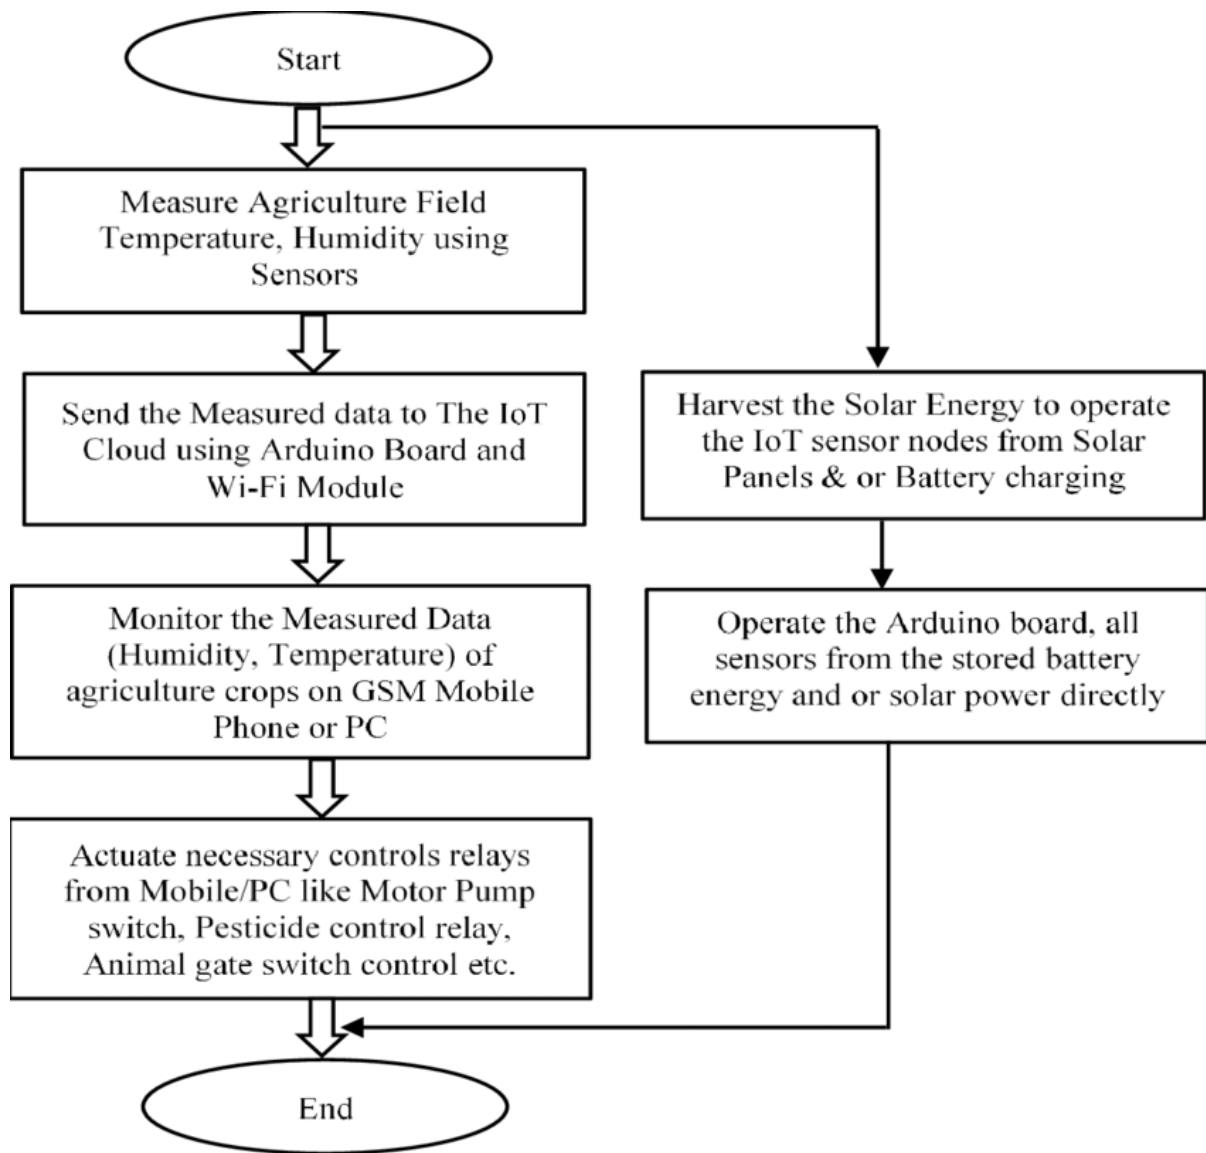 Start
Measure Agriculture Field
Temperature, Humidity using
Sensors
Send the Measured data to The IoT
Cloud using Arduino Board and
Wi-Fi Module
Monitor the Measured Data
(Humidity, Temperature) of
agriculture crops on GSM Mobile
Phone or PC
Actuate necessary controls relays
from Mobile/PC like Motor Pump
switch, Pesticide control relay,
Animal gate switch control etc.
Harvest the Solar Energy to operate
the IoT sensor nodes from Solar
Panels & or Battery charging
Operate the Arduino board, all
sensors from the stored battery
energy and or solar power directly
End